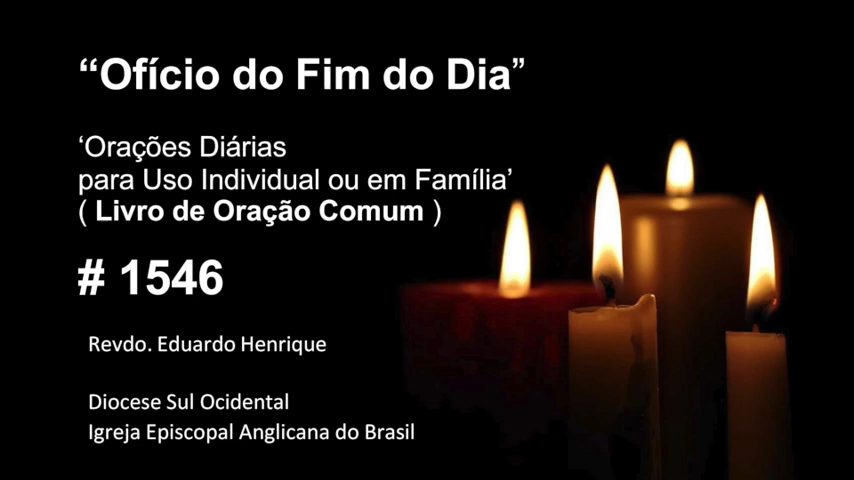 “Ofício do Fim do Dia”
‘Orações Diárias
para Uso Individual ou em Família’
( Livro de Oração Comum )
# 1546
Revdo. Eduardo Henrique
Diocese Sul Ocidental
Igreja Episcopal Anglicana do Brasil